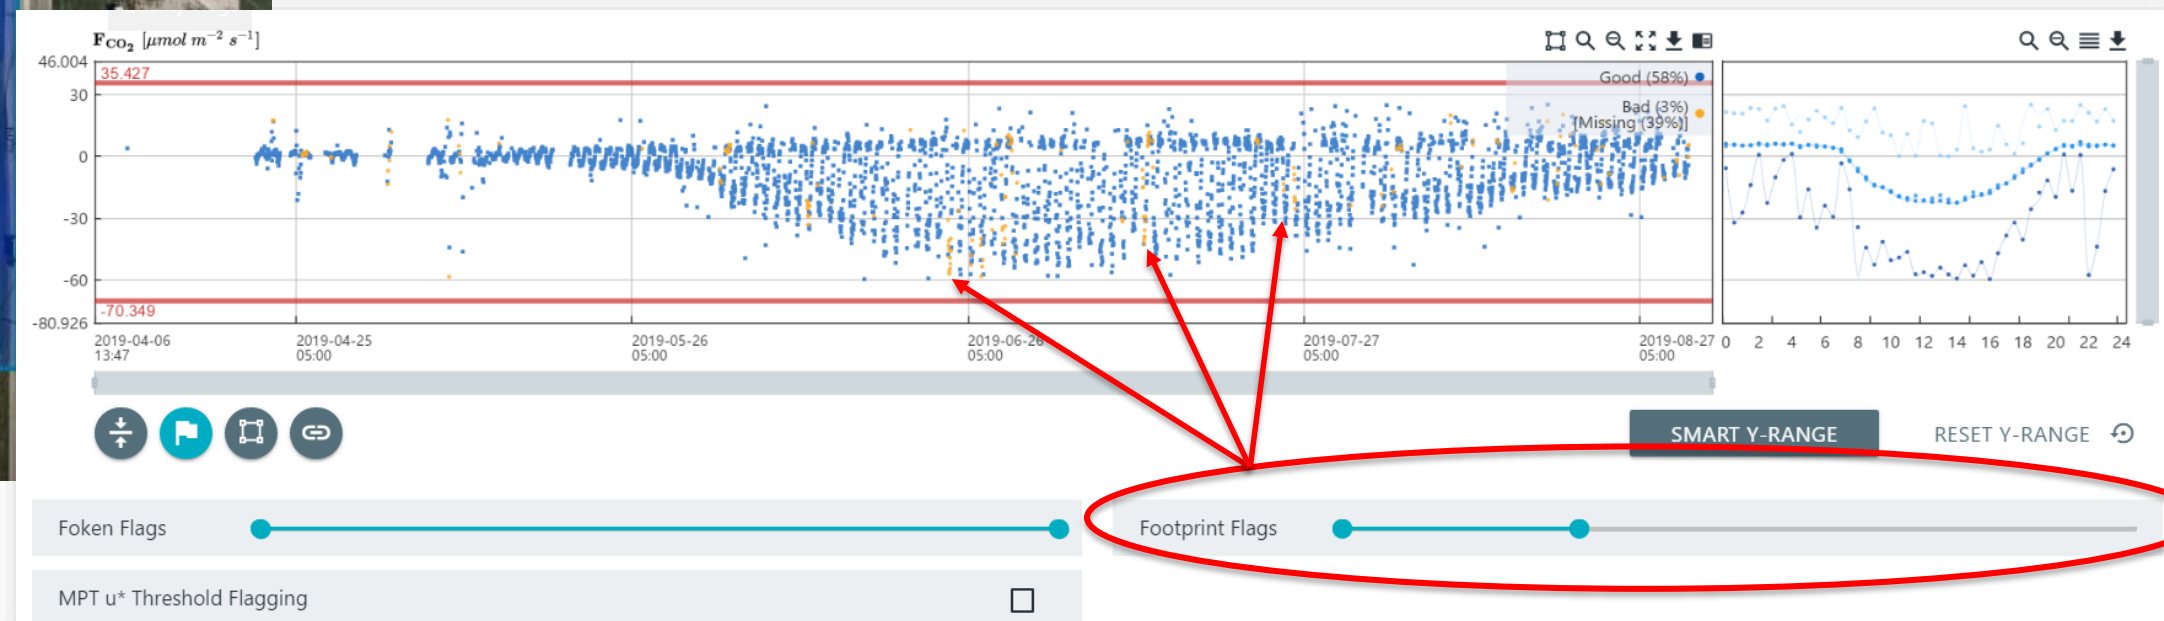 F_CO2 [μmol m⁻² s⁻¹]
46.004
35.427
30
0
-30
-60
-70.349
-80.926
Good (58%)
Bad (3%)
[Missing (39%)]
2019-04-06 13:47
2019-04-25 05:00
2019-05-26 05:00
2019-06-26 05:00
2019-07-27 05:00
2019-08-27 05:00
0 2 4 6 8 10 12 14 16 18 20 22 24
SMART Y-RANGE
RESET Y-RANGE
Foken Flags
Footprint Flags
MPT u* Threshold Flagging